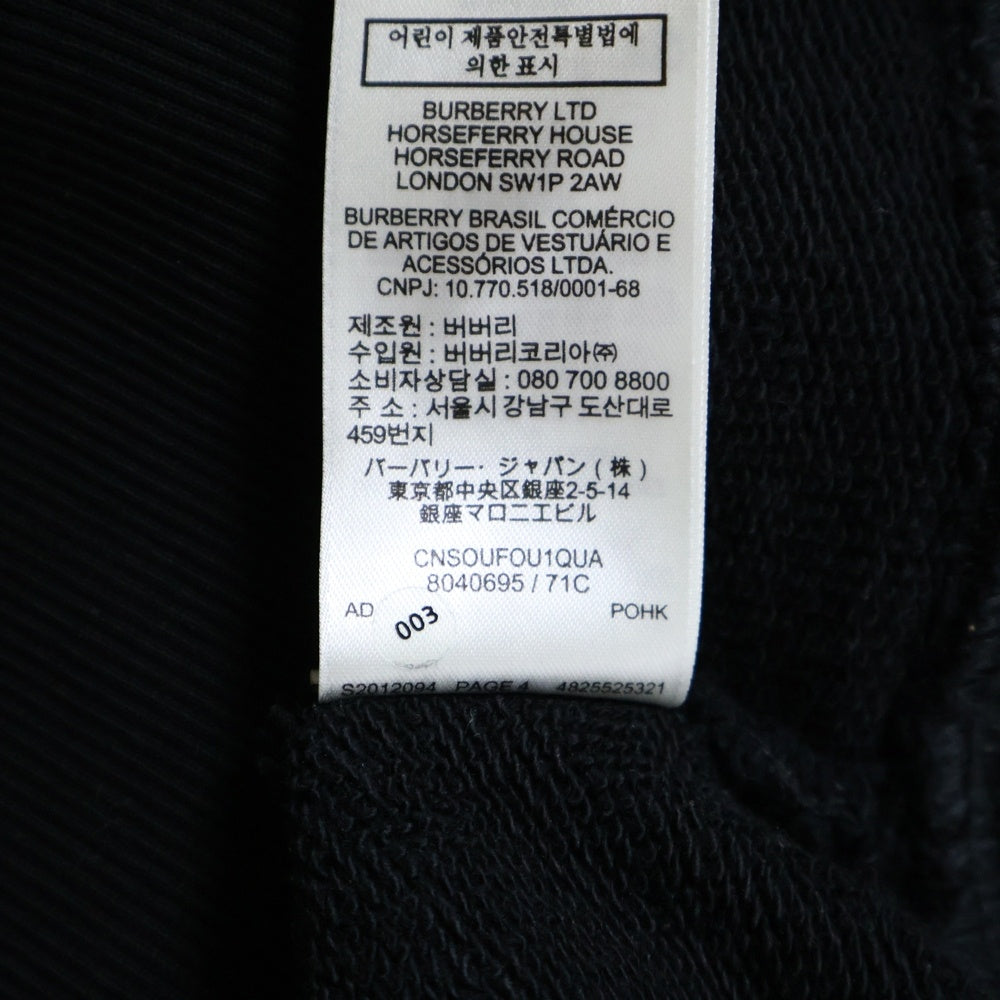 어린이 제품안전특별법에
의한 표시
BURBERRY LTD
HORSEFERRY HOUSE
HORSEFERRY ROAD
LONDON SW1P 2AW
BURBERRY BRASIL COMÉRCIO
DE ARTIGOS DE VESTUÁRIO E
ACESSÓRIOS LTDA.
CNPJ: 10.770.518/0001-68
제조원 : 버버리
수입원 : 버버리코리아㈜
소비자상담실 : 080 700 8800
주 소 : 서울시 강남구 도산대로
459번지
バーバリー・ジャパン ( 株 )
東京都中央区銀座2-5-14
銀座マロニエビル
CNSOUFOU1QUA
8040695 / 71C
AD 003 POHK
S2012094 PAGE 4 4825525321